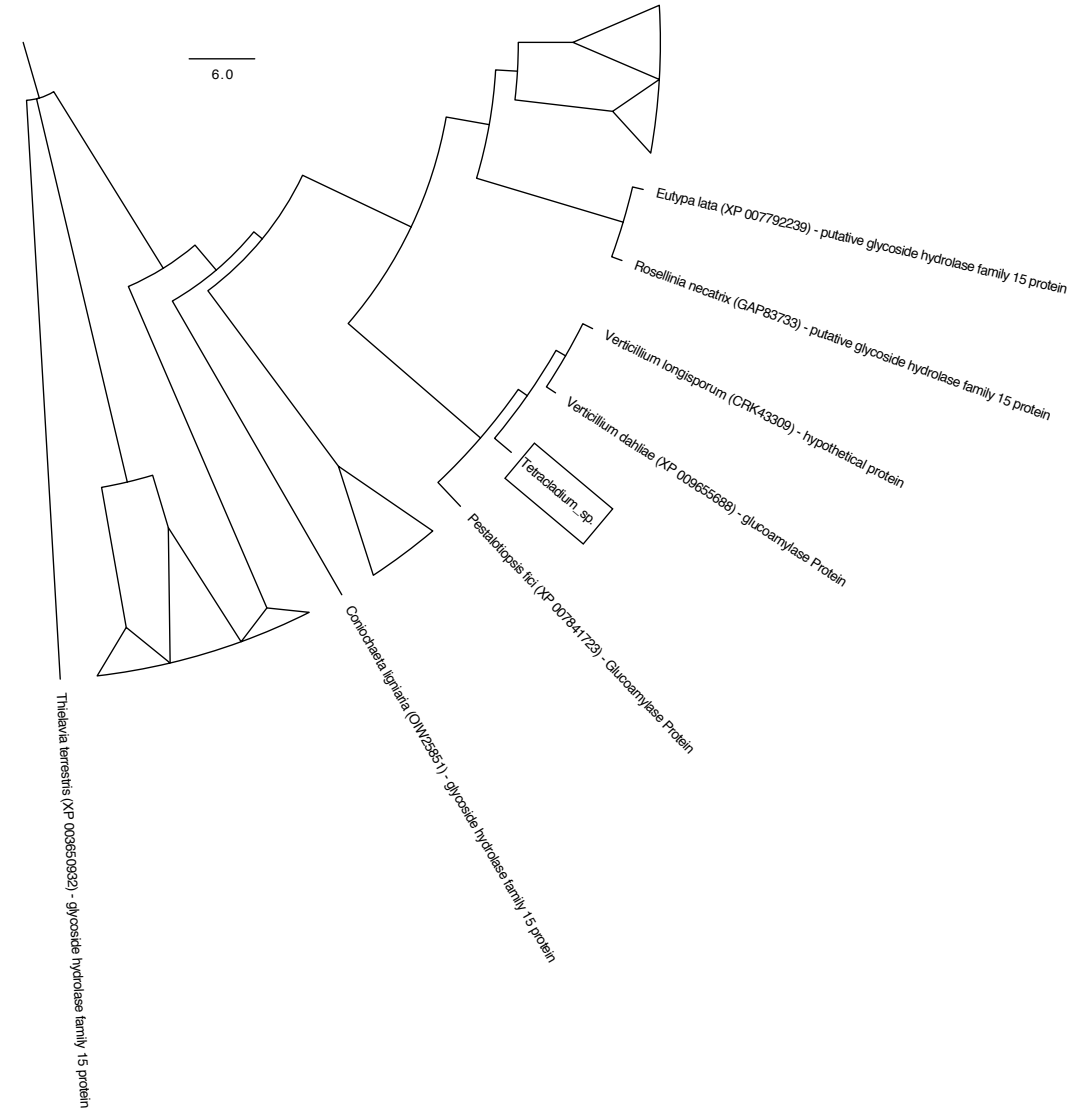 6.0
Eutypa lata (XP 007792239) - putative glycoside hydrolase family 15 protein
Rosellinia necatrix (GAP83733) - putative glycoside hydrolase family 15 protein
Verticillium longisporum (CRK43309) - hypothetical protein
Verticillium dahliae (XP 009655688) - glucoamylase Protein
Tetracladium_sp.
Pestalotiopsis fici (XP 007841723) - Glucoamylase Protein
Coniochaeta ligniaria (OIW25851) - glycoside hydrolase family 15 protein
Thielavia terrestris (XP 003650932) - glycoside hydrolase family 15 protein